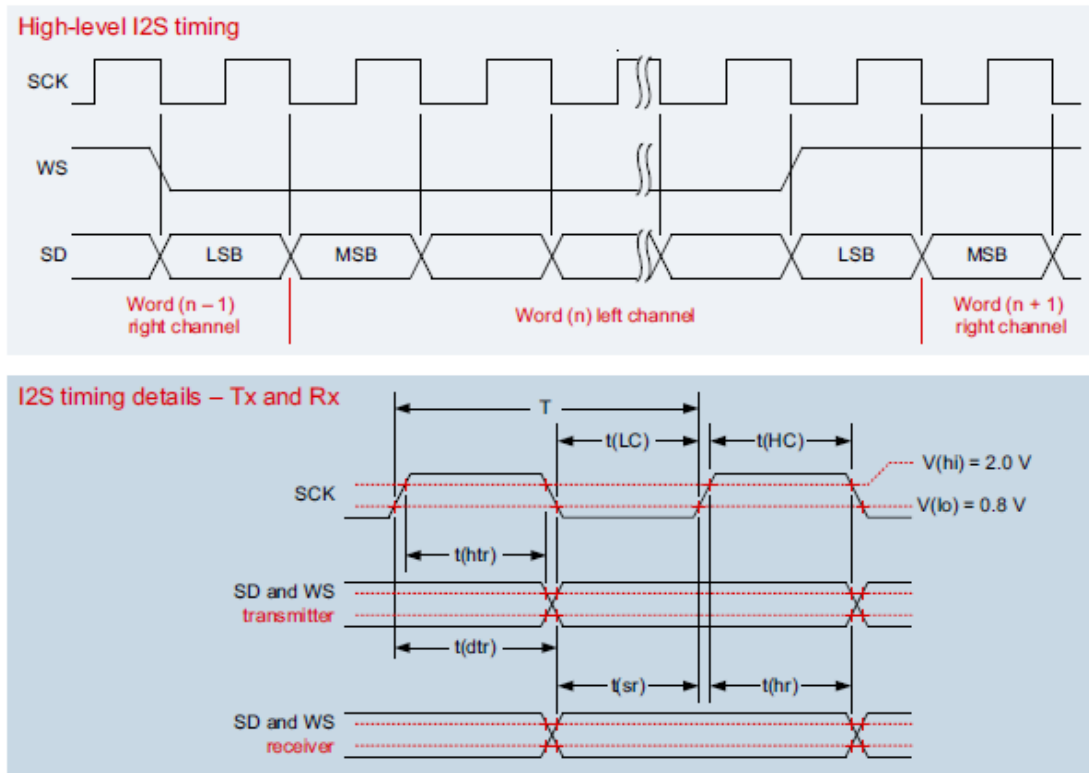 High-level I2S timing
SCK
WS
SD
LSB
MSB
LSB
MSB
Word (n – 1)
right channel
Word (n) left channel
Word (n + 1)
right channel
I2S timing details – Tx and Rx
T
t(LC)
t(HC)
V(hi) = 2.0 V
SCK
V(lo) = 0.8 V
t(htr)
SD and WS
transmitter
t(dtr)
t(sr)
t(hr)
SD and WS
receiver